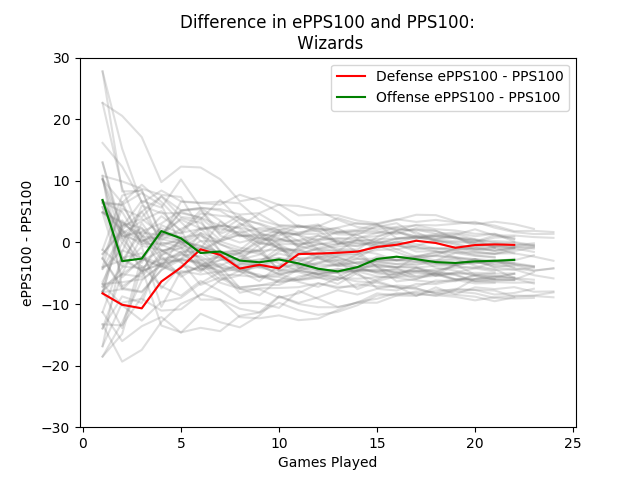 Difference in ePPS100 and PPS100:
Wizards
Defense ePPS100 - PPS100
Offense ePPS100 - PPS100
ePPS100 - PPS100
30
20
10
0
−10
−20
−30
0 5 10 15 20 25
Games Played